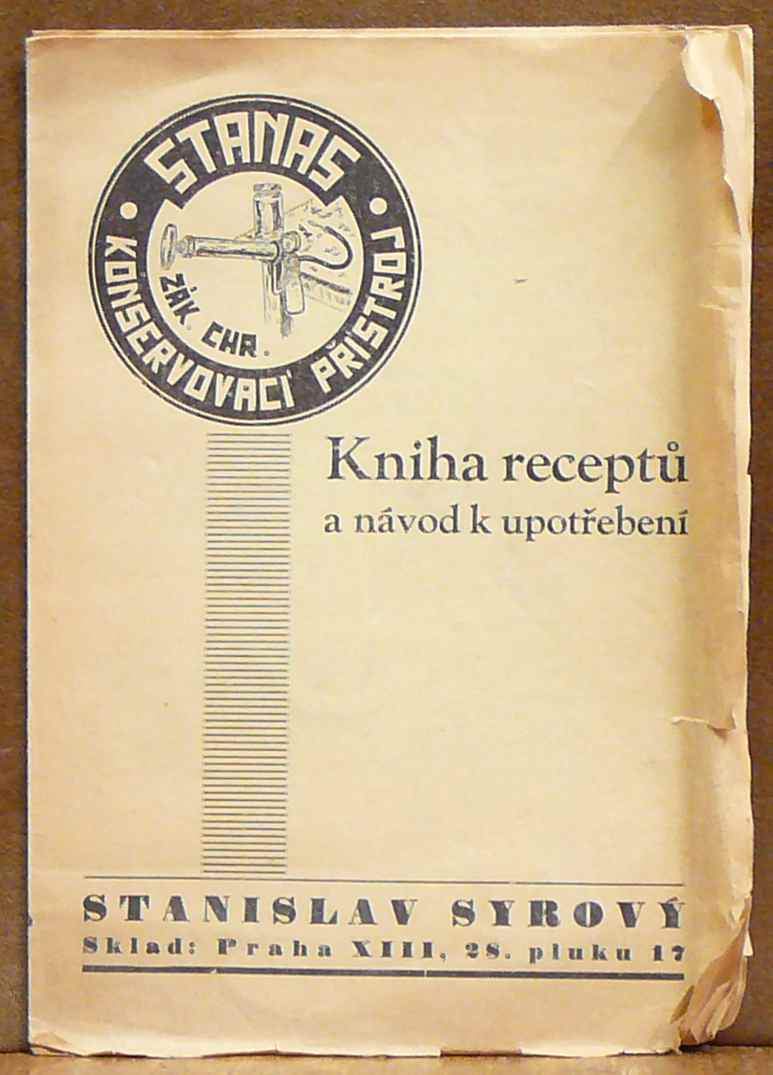 STANAS
KONSERVOVACÍ PŘÍSTROJ
ZÁK. CHR.
Kniha receptů
a návod k upotřebení
STANISLAV SYROVÝ
Sklad: Praha XIII, 28. pluku 17